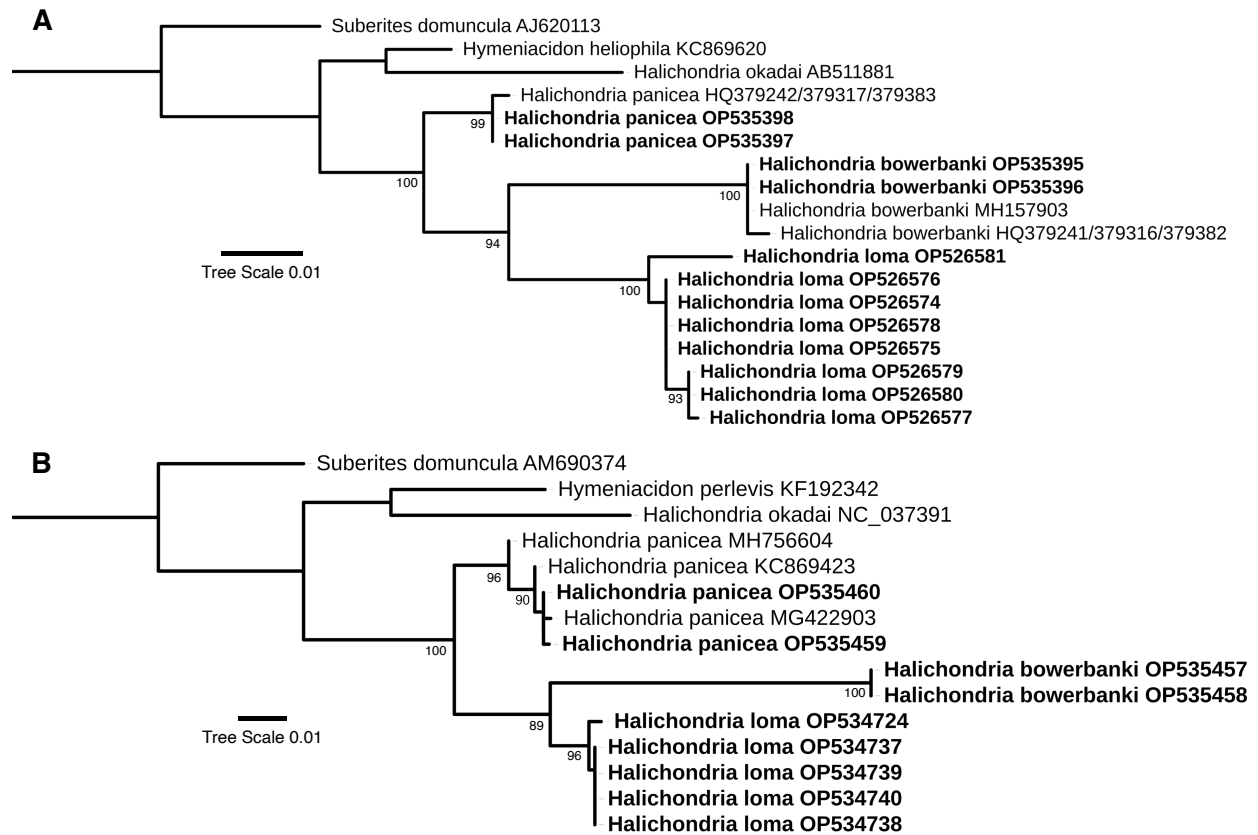 A
Suberites domuncula AJ620113
Hymeniacidon heliophila KC869620
Halichondria okadai AB511881
Halichondria panicea HQ379242/379317/379383
99
Halichondria panicea OP535398
Halichondria panicea OP535397
100
Halichondria bowerbanki OP535395
100
Halichondria bowerbanki OP535396
Halichondria bowerbanki MH157903
Halichondria bowerbanki HQ379241/379316/379382
94
Halichondria loma OP526581
Tree Scale 0.01
100
Halichondria loma OP526576
Halichondria loma OP526574
Halichondria loma OP526578
Halichondria loma OP526575
Halichondria loma OP526579
93
Halichondria loma OP526580
Halichondria loma OP526577
B
Suberites domuncula AM690374
Hymeniacidon perlevis KF192342
Halichondria okadai NC_037391
Halichondria panicea MH756604
96
Halichondria panicea KC869423
90
Halichondria panicea OP535460
Halichondria panicea MG422903
Halichondria panicea OP535459
100
Halichondria bowerbanki OP535457
100
Halichondria bowerbanki OP535458
89
Halichondria loma OP534724
Tree Scale 0.01
96
Halichondria loma OP534737
Halichondria loma OP534739
Halichondria loma OP534740
Halichondria loma OP534738